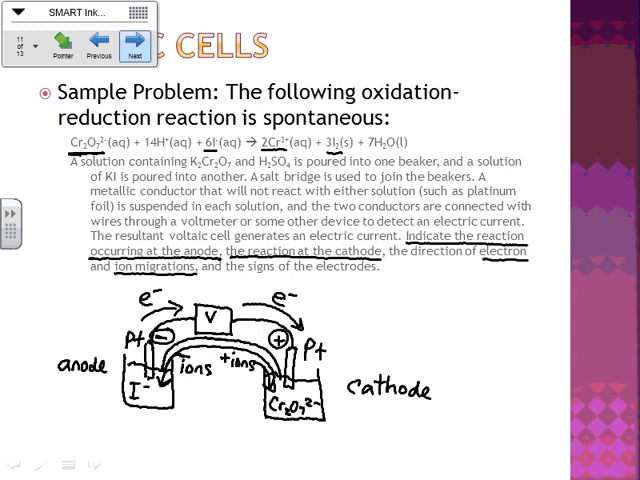 SMART Ink...
11
of
13
Pointer
Previous
Next
C CELLS
Sample Problem: The following oxidation-
reduction reaction is spontaneous:
Cr₂O₇²⁻(aq) + 14H⁺(aq) + 6I⁻(aq) → 2Cr³⁺(aq) + 3I₂(s) + 7H₂O(l)
A solution containing K₂Cr₂O₇ and H₂SO₄ is poured into one beaker, and a solution
of KI is poured into another. A salt bridge is used to join the beakers. A
metallic conductor that will not react with either solution (such as platinum
foil) is suspended in each solution, and the two conductors are connected with
wires through a voltmeter or some other device to detect an electric current.
The resultant voltaic cell generates an electric current. Indicate the reaction
occurring at the anode, the reaction at the cathode, the direction of electron
and ion migrations, and the signs of the electrodes.
e⁻ e⁻
V
Pt − + Pt
anode −ions +ions
Cathode
I⁻ Cr₂O₇²⁻